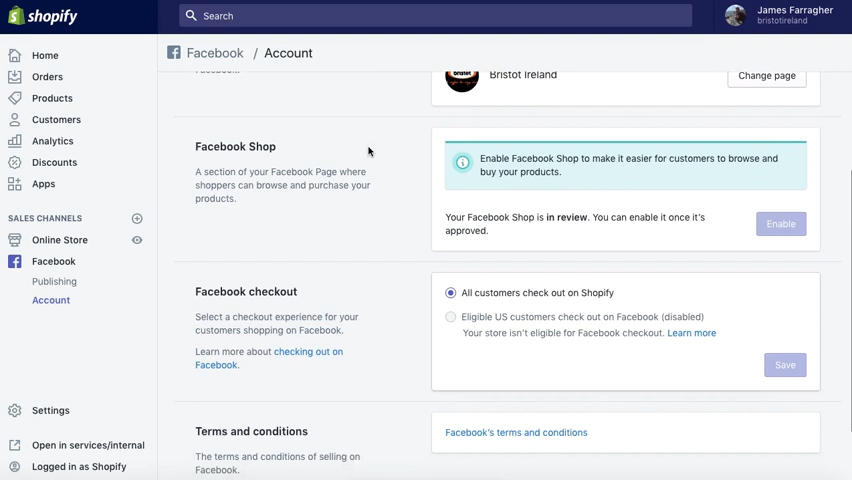 shopify
Search
James Farragher
bristotireland
Home
Orders
Products
Customers
Analytics
Discounts
Apps
SALES CHANNELS
Online Store
Facebook
Publishing
Account
Settings
Open in services/internal
Logged in as Shopify
Facebook / Account
Facebook.
bristot
Bristot Ireland
Change page
Facebook Shop
A section of your Facebook Page where
shoppers can browse and purchase your
products.
Enable Facebook Shop to make it easier for customers to browse and
buy your products.
Your Facebook Shop is in review. You can enable it once it's
approved.
Enable
Facebook checkout
Select a checkout experience for your
customers shopping on Facebook.
Learn more about checking out on
Facebook.
All customers check out on Shopify
Eligible US customers check out on Facebook (disabled)
Your store isn't eligible for Facebook checkout. Learn more
Save
Terms and conditions
The terms and conditions of selling on
Facebook.
Facebook's terms and conditions